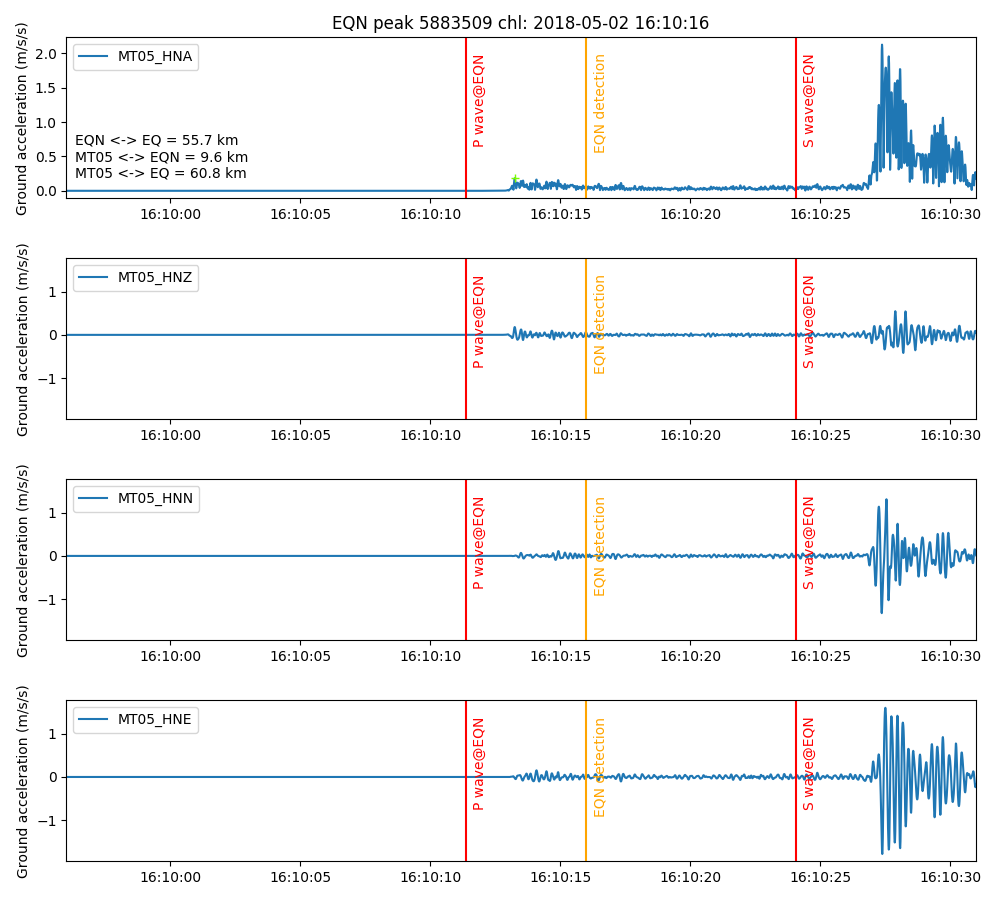 EQN peak 5883509 chl: 2018-05-02 16:10:16
Ground acceleration (m/s/s)
2.0
1.5
1.0
0.5
0.0
MT05_HNA
EQN <-> EQ = 55.7 km
MT05 <-> EQN = 9.6 km
MT05 <-> EQ = 60.8 km
P wave@EQN
EQN detection
S wave@EQN
16:10:00 16:10:05 16:10:10 16:10:15 16:10:20 16:10:25 16:10:30
Ground acceleration (m/s/s)
1
0
−1
MT05_HNZ
P wave@EQN
EQN detection
S wave@EQN
16:10:00 16:10:05 16:10:10 16:10:15 16:10:20 16:10:25 16:10:30
Ground acceleration (m/s/s)
1
0
−1
MT05_HNN
P wave@EQN
EQN detection
S wave@EQN
16:10:00 16:10:05 16:10:10 16:10:15 16:10:20 16:10:25 16:10:30
Ground acceleration (m/s/s)
1
0
−1
MT05_HNE
P wave@EQN
EQN detection
S wave@EQN
16:10:00 16:10:05 16:10:10 16:10:15 16:10:20 16:10:25 16:10:30